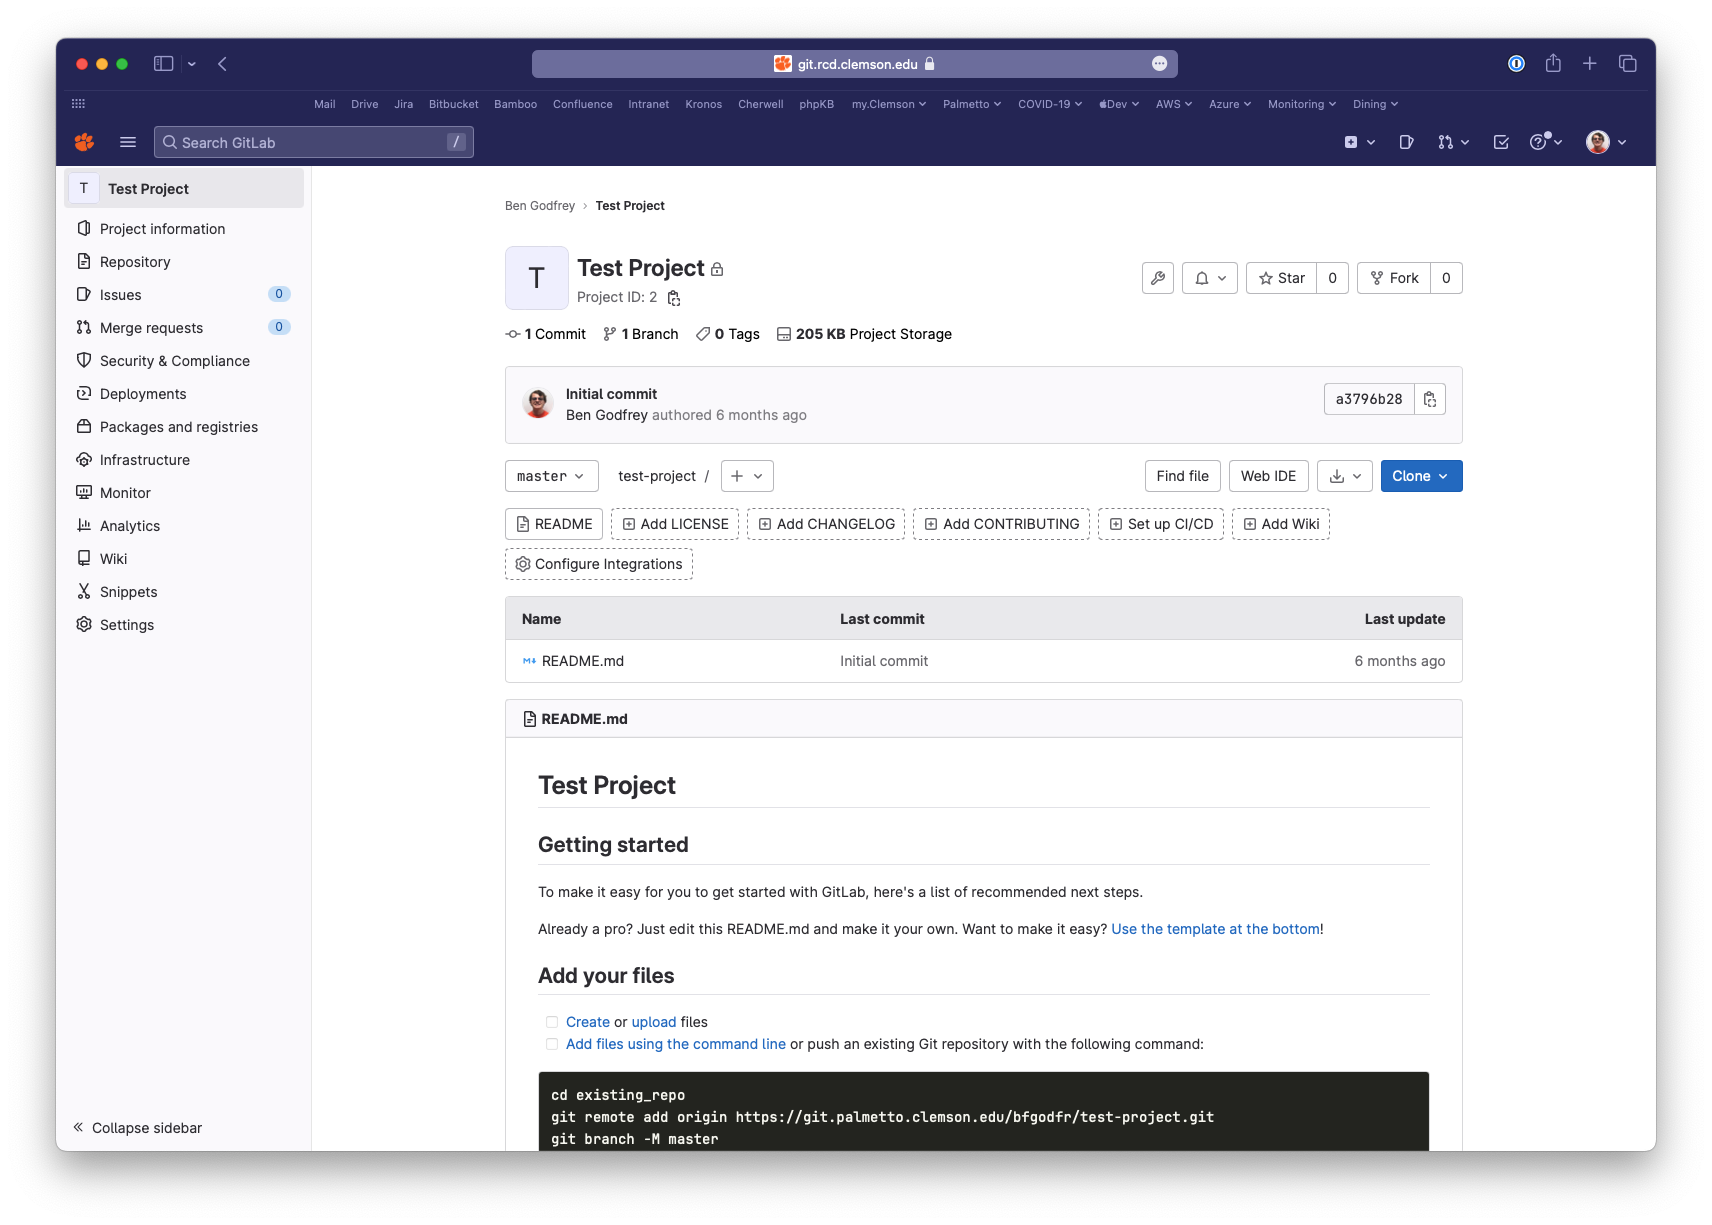 git.rcd.clemson.edu
Mail Drive Jira Bitbucket Bamboo Confluence Intranet Kronos Cherwell phpKB my.Clemson Palmetto COVID-19 Dev AWS Azure Monitoring Dining
Search GitLab /
T Test Project
Project information
Repository
Issues 0
Merge requests 0
Security & Compliance
Deployments
Packages and registries
Infrastructure
Monitor
Analytics
Wiki
Snippets
Settings
Collapse sidebar
Ben Godfrey › Test Project
T
Test Project
Project ID: 2
Star 0 Fork 0
1 Commit 1 Branch 0 Tags 205 KB Project Storage
Initial commit
Ben Godfrey authored 6 months ago
a3796b28
master test-project / Find file Web IDE Clone
README Add LICENSE Add CHANGELOG Add CONTRIBUTING Set up CI/CD Add Wiki
Configure Integrations
Name Last commit Last update
README.md Initial commit 6 months ago
README.md
Test Project
Getting started
To make it easy for you to get started with GitLab, here's a list of recommended next steps.
Already a pro? Just edit this README.md and make it your own. Want to make it easy? Use the template at the bottom!
Add your files
Create or upload files
Add files using the command line or push an existing Git repository with the following command:
cd existing_repo
git remote add origin https://git.palmetto.clemson.edu/bfgodfr/test-project.git
git branch -M master